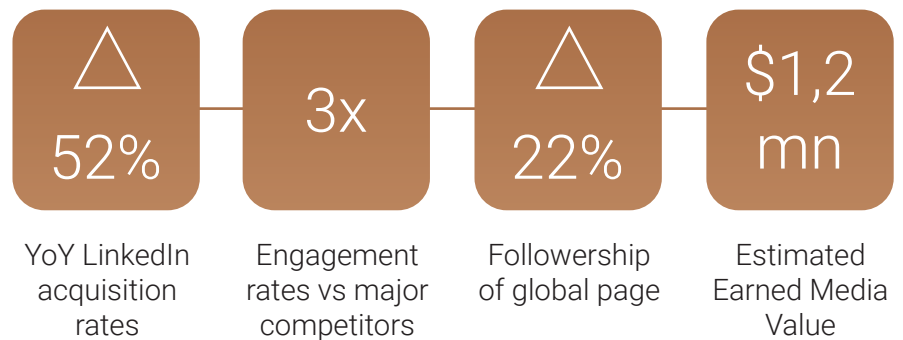 52%
YoY LinkedIn
acquisition
rates
3x
Engagement
rates vs major
competitors
22%
Followership
of global page
$1,2
mn
Estimated
Earned Media
Value